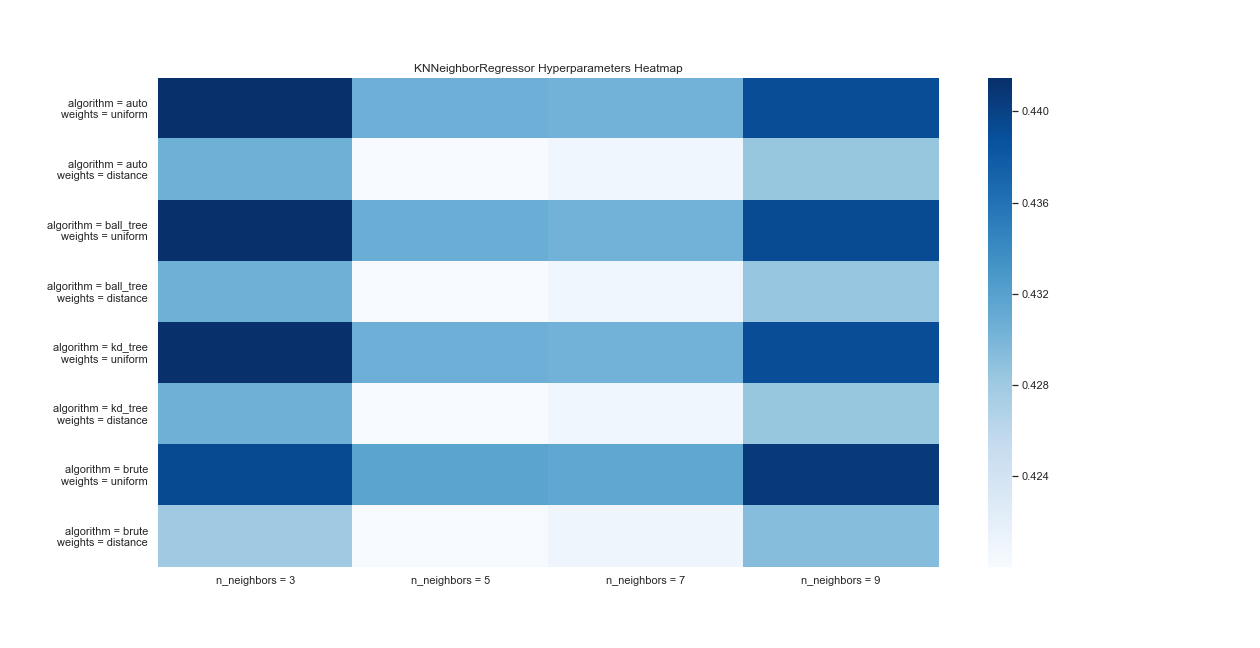 KNNeighborRegressor Hyperparameters Heatmap
algorithm = auto
weights = uniform
algorithm = auto
weights = distance
algorithm = ball_tree
weights = uniform
algorithm = ball_tree
weights = distance
algorithm = kd_tree
weights = uniform
algorithm = kd_tree
weights = distance
algorithm = brute
weights = uniform
algorithm = brute
weights = distance
n_neighbors = 3
n_neighbors = 5
n_neighbors = 7
n_neighbors = 9
0.440
0.436
0.432
0.428
0.424